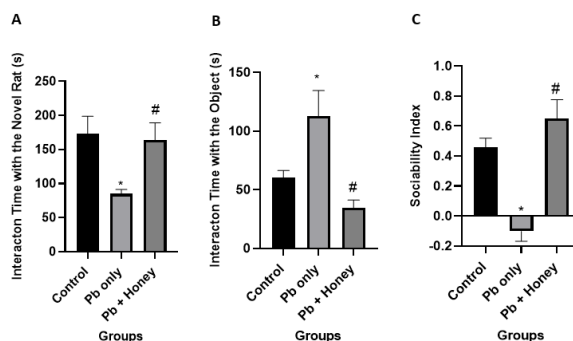 A
Interacton Time with the Novel Rat (s)
250
200
150
100
50
0
*
#
Control
Pb only
Pb + Honey
Groups
B
Interaction Time with the Object (s)
150
100
50
0
*
#
Control
Pb only
Pb + Honey
Groups
C
Sociability Index
1.0
0.8
0.6
0.4
0.2
0.0
-0.2
*
#
Control
Pb only
Pb + Honey
Groups